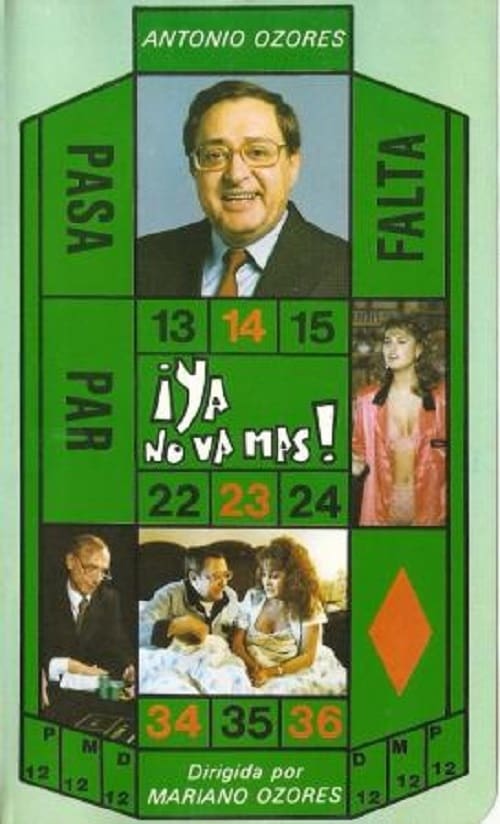 ANTONIO OZORES
PASA
FALTA
13 14 15
PAR
¡YA
NO VA MAS!
22 23 24
34 35 36
P
M
D
12
12
12
D
M
P
12
12
12
Dirigida por
MARIANO OZORES